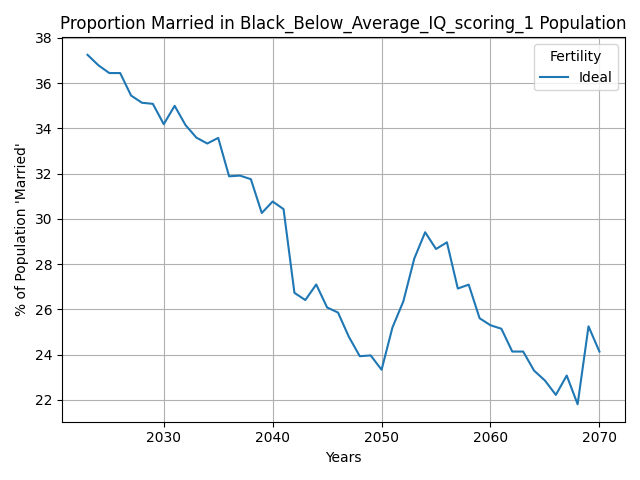 Proportion Married in Black_Below_Average_IQ_scoring_1 Population
Fertility
Ideal
% of Population 'Married'
38
36
34
32
30
28
26
24
22
2030 2040 2050 2060 2070
Years